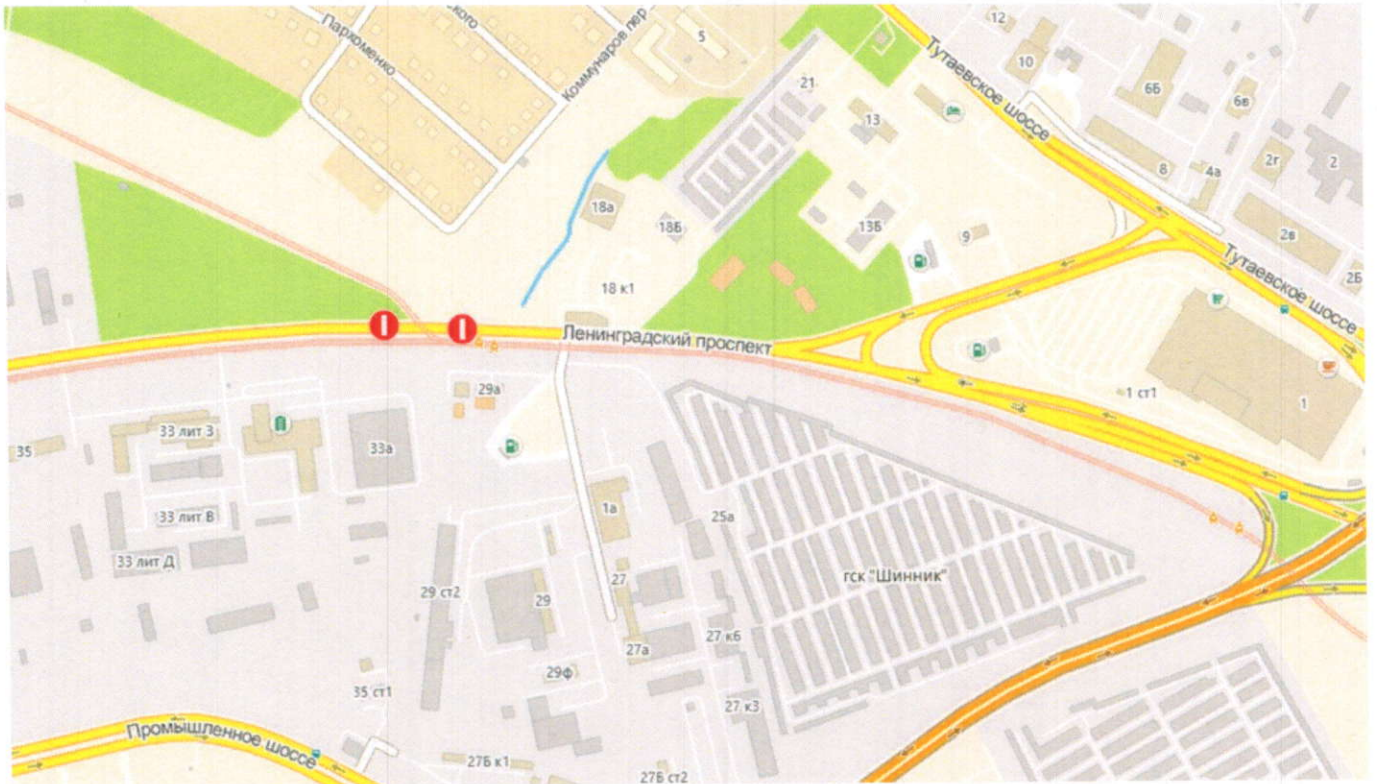 Пархоменко
Коммунаров пер
5
12
10
6Б
6в
Тутаевское шоссе
21
13
8
4а
2г
2
18а
18Б
13Б
9
2в
2Б
Тутаевское шоссе
18 к1
Ленинградский проспект
29а
1 ст1
1
35
33 лит З
33а
33 лит В
1а
25а
33 лит Д
гск "Шинник"
27
29 ст2
29
27 к6
27а
29ф
35 ст1
27 к3
Промышленное шоссе
27Б к1
27Б ст2